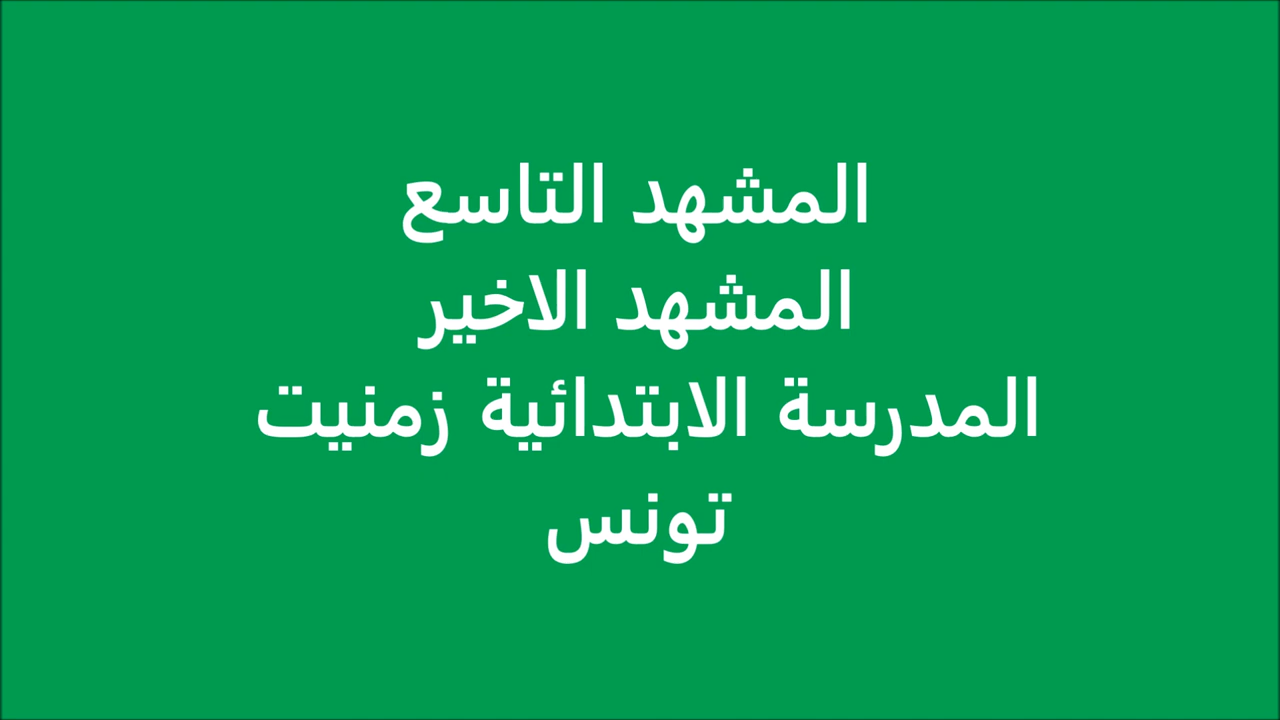 المشهد التاسع
المشهد الاخير
المدرسة الابتدائية زمنيت
تونس